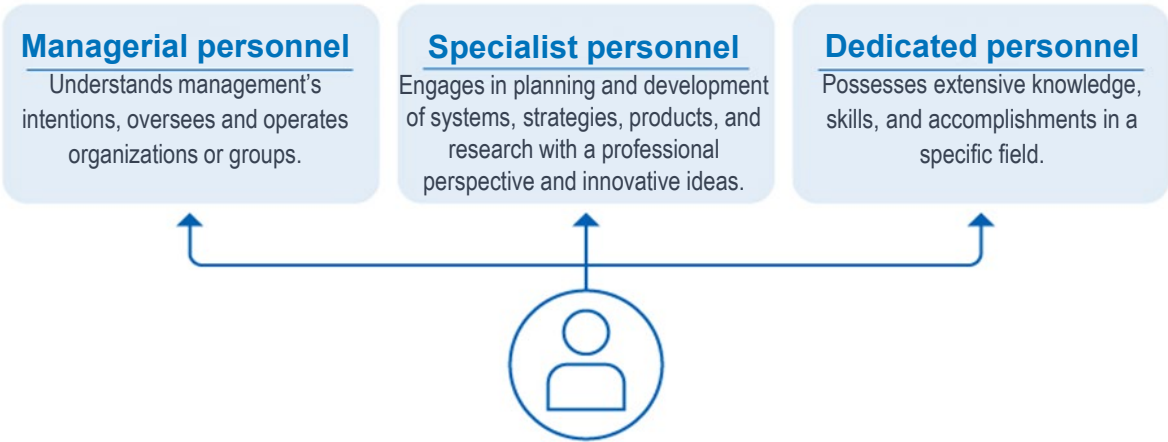 Managerial personnel
Understands management’s
intentions, oversees and operates
organizations or groups.
Specialist personnel
Engages in planning and development
of systems, strategies, products, and
research with a professional
perspective and innovative ideas.
Dedicated personnel
Possesses extensive knowledge,
skills, and accomplishments in a
specific field.